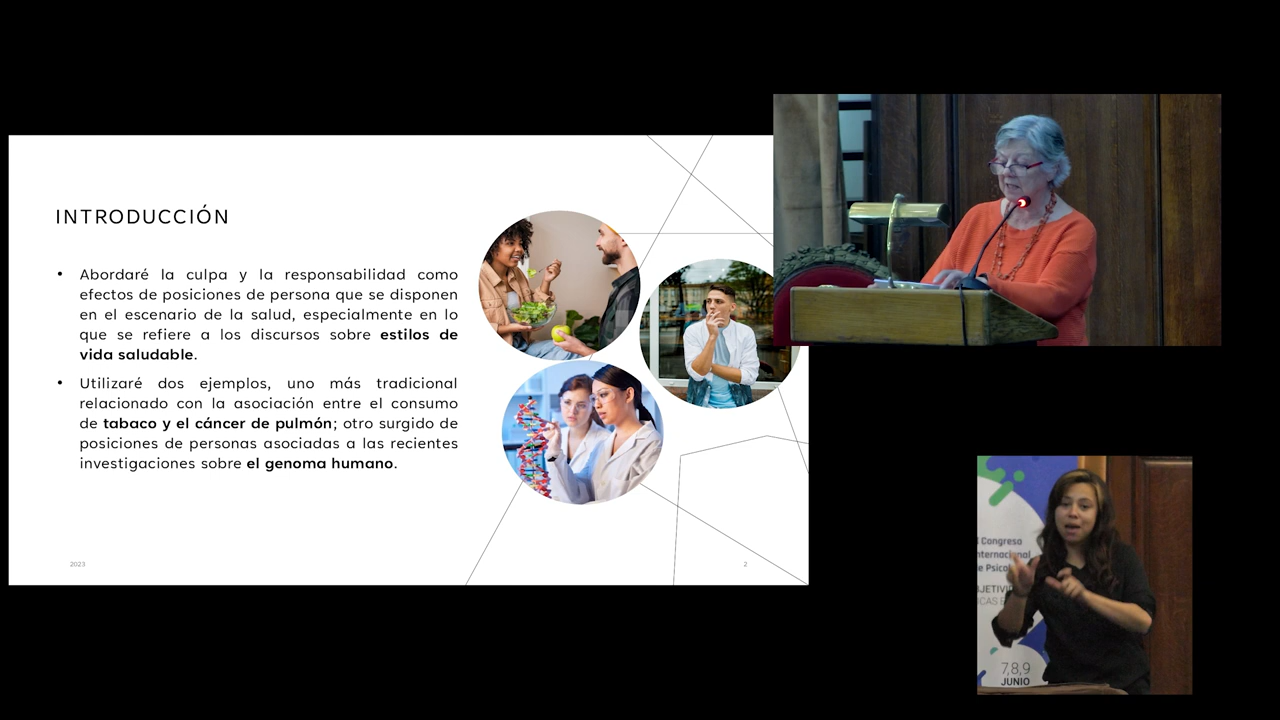 INTRODUCCIÓN
• Abordaré la culpa y la responsabilidad como
efectos de posiciones de persona que se disponen
en el escenario de la salud, especialmente en lo
que se refiere a los discursos sobre estilos de
vida saludable.
• Utilizaré dos ejemplos, uno más tradicional
relacionado con la asociación entre el consumo
de tabaco y el cáncer de pulmón; otro surgido de
posiciones de personas asociadas a las recientes
investigaciones sobre el genoma humano.
2023
2
Congreso
7,8,9
JUNIO